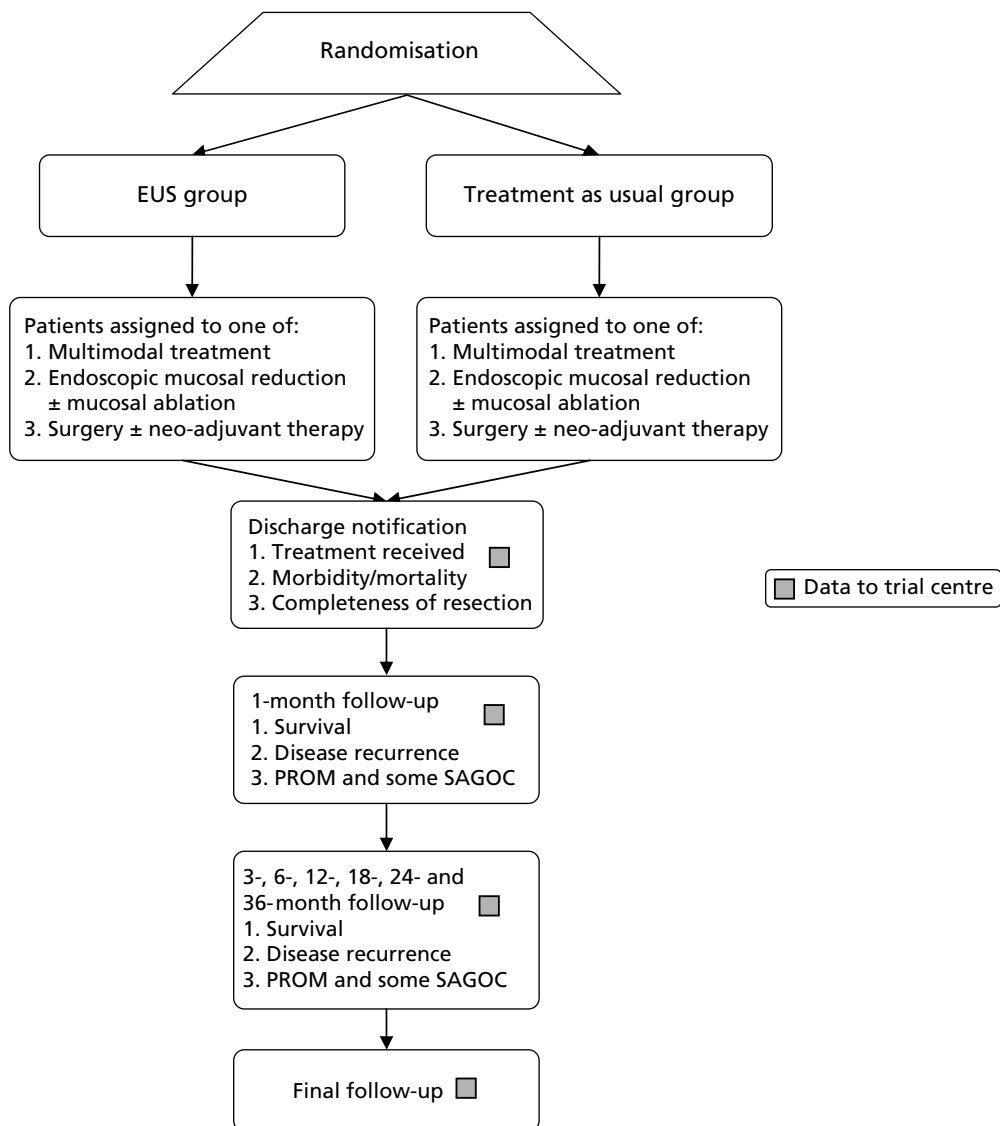 Randomisation
EUS group
Treatment as usual group
Patients assigned to one of:
1. Multimodal treatment
2. Endoscopic mucosal reduction
± mucosal ablation
3. Surgery ± neo-adjuvant therapy
Patients assigned to one of:
1. Multimodal treatment
2. Endoscopic mucosal reduction
± mucosal ablation
3. Surgery ± neo-adjuvant therapy
Discharge notification
1. Treatment received
2. Morbidity/mortality
3. Completeness of resection
Data to trial centre
1-month follow-up
1. Survival
2. Disease recurrence
3. PROM and some SAGOC
3-, 6-, 12-, 18-, 24- and
36-month follow-up
1. Survival
2. Disease recurrence
3. PROM and some SAGOC
Final follow-up